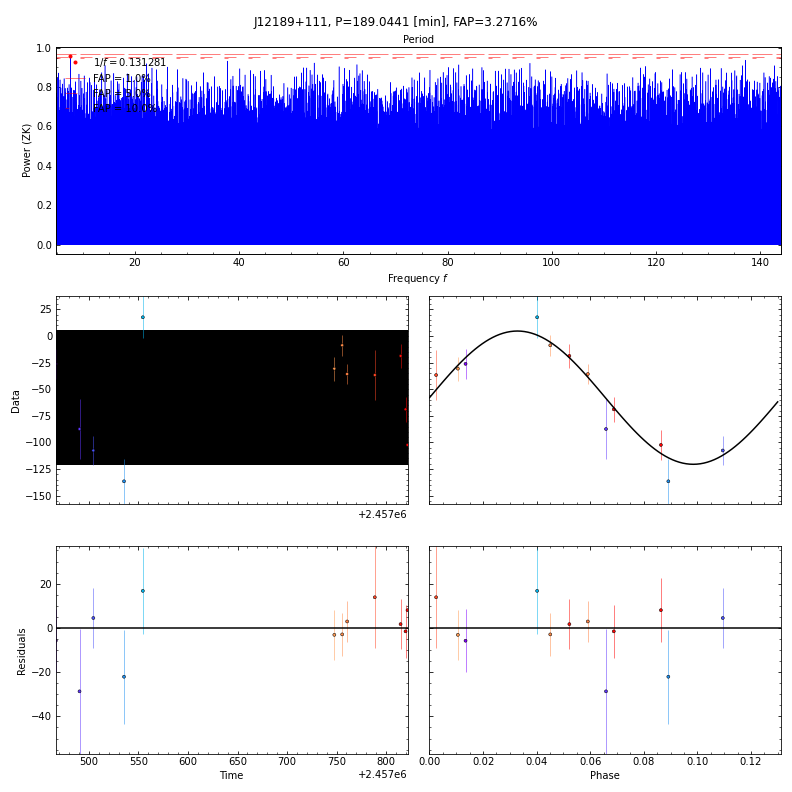 J12189+111, P=189.0441 [min], FAP=3.2716%
Period
1.0
0.8
0.6
0.4
0.2
0.0
Power (ZK)
1/f = 0.131281
FAP = 1.0%
20 40 60 80 100 120 140
Frequency f
25
0
−25
−50
−75
−100
−125
−150
Data
+2.457e6
20
0
−20
−40
Residuals
500 550 600 650 700 750 800
Time
+2.457e6
0.00 0.02 0.04 0.06 0.08 0.10 0.12
Phase